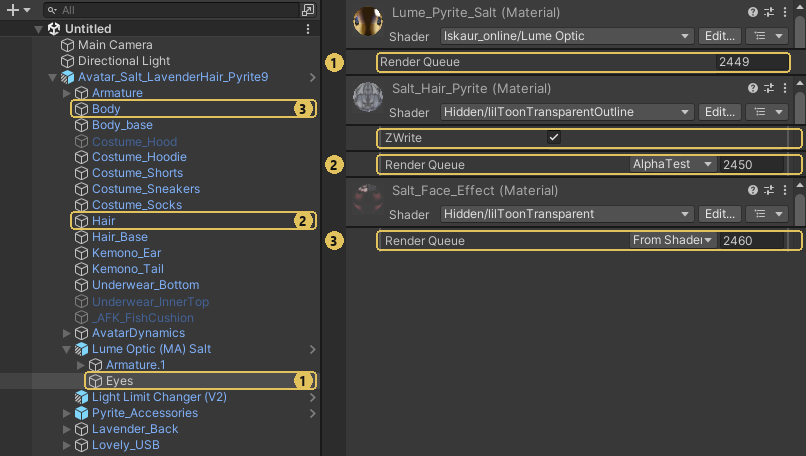 All
Untitled
Main Camera
Directional Light
Avatar_Salt_LavenderHair_Pyrite9
Armature
Body 3
Body_base
Costume_Hood
Costume_Hoodie
Costume_Shorts
Costume_Sneakers
Costume_Socks
Hair 2
Hair_Base
Kemono_Ear
Kemono_Tail
Underwear_Bottom
Underwear_InnerTop
_AFK_FishCushion
AvatarDynamics
Lume Optic (MA) Salt
Armature.1
Eyes 1
Light Limit Changer (V2)
Pyrite_Accessories
Lavender_Back
Lovely_USB
Lume_Pyrite_Salt (Material)
Shader Iskaur_online/Lume Optic Edit...
1 Render Queue 2449
Salt_Hair_Pyrite (Material)
Shader Hidden/lilToonTransparentOutline Edit...
ZWrite
2 Render Queue AlphaTest 2450
Salt_Face_Effect (Material)
Shader Hidden/lilToonTransparent Edit...
3 Render Queue From Shader 2460